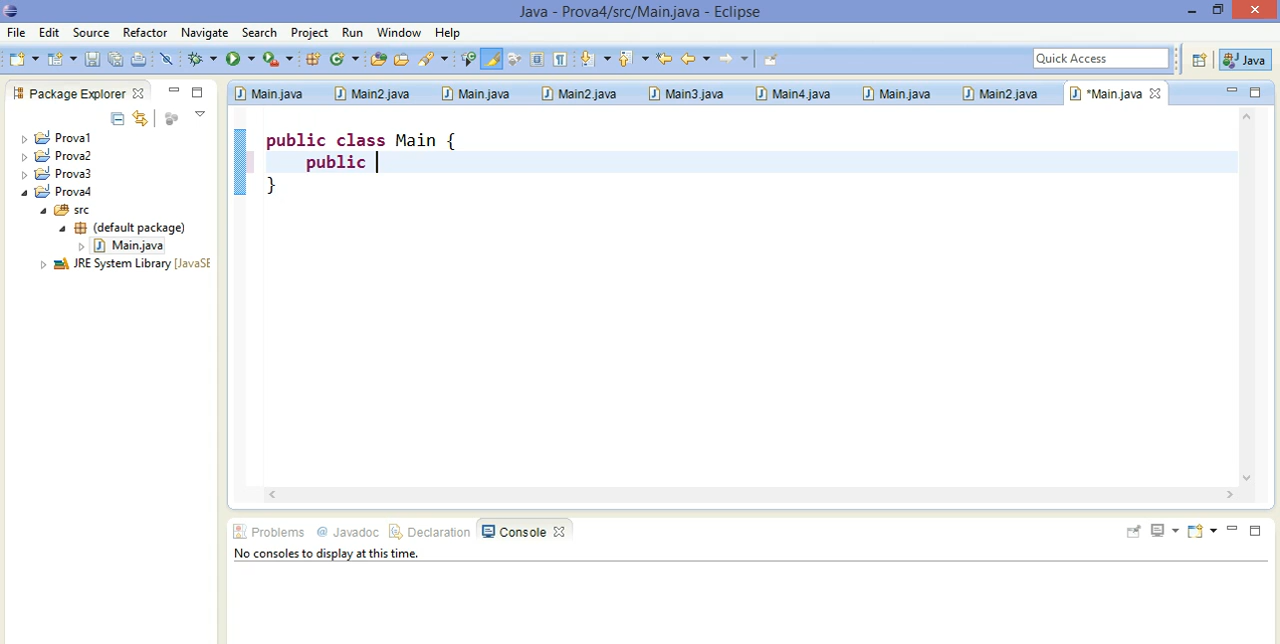 Java - Prova4/src/Main.java - Eclipse
File Edit Source Refactor Navigate Search Project Run Window Help
Quick Access
Java
Package Explorer
Main.java Main2.java Main.java Main2.java Main3.java Main4.java Main.java Main2.java *Main.java
Prova1
Prova2
Prova3
Prova4
src
(default package)
Main.java
JRE System Library [JavaSE
public class Main {
public
}
Problems @ Javadoc Declaration Console
No consoles to display at this time.